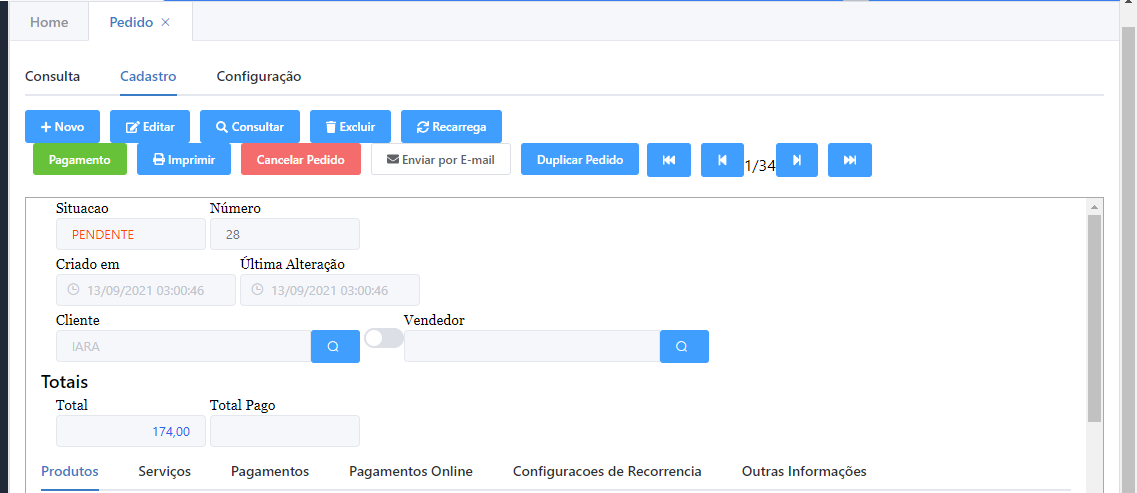 Home Pedido
Consulta Cadastro Configuração
Novo Editar Consultar Excluir Recarrega
Pagamento Imprimir Cancelar Pedido Enviar por E-mail Duplicar Pedido 1/34
Situacao Número
PENDENTE 28
Criado em Última Alteração
13/09/2021 03:00:46 13/09/2021 03:00:46
Cliente Vendedor
IARA
Totais
Total Total Pago
174,00
Produtos Serviços Pagamentos Pagamentos Online Configuracoes de Recorrencia Outras Informações